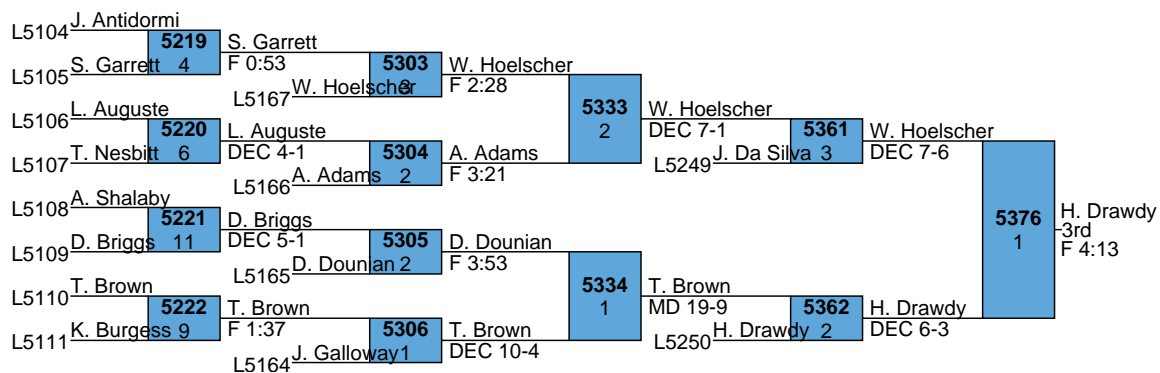 J. Antidormi
L5104
5219
4
S. Garrett
F 0:53
S. Garrett
L5105
5303
3
W. Hoelscher
F 2:28
W. Hoelscher
L5167
L. Auguste
L5106
5220
6
L. Auguste
DEC 4-1
T. Nesbitt
L5107
5304
2
A. Adams
F 3:21
A. Adams
L5166
5333
2
W. Hoelscher
DEC 7-1
5361
3
W. Hoelscher
DEC 7-6
J. Da Silva
L5249
A. Shalaby
L5108
5221
11
D. Briggs
DEC 5-1
D. Briggs
L5109
5305
2
D. Dounian
F 3:53
D. Dounian
L5165
T. Brown
L5110
5222
9
T. Brown
F 1:37
K. Burgess
L5111
5306
1
T. Brown
DEC 10-4
J. Galloway
L5164
5334
1
T. Brown
MD 19-9
5362
2
H. Drawdy
DEC 6-3
H. Drawdy
L5250
5376
1
H. Drawdy
3rd
F 4:13